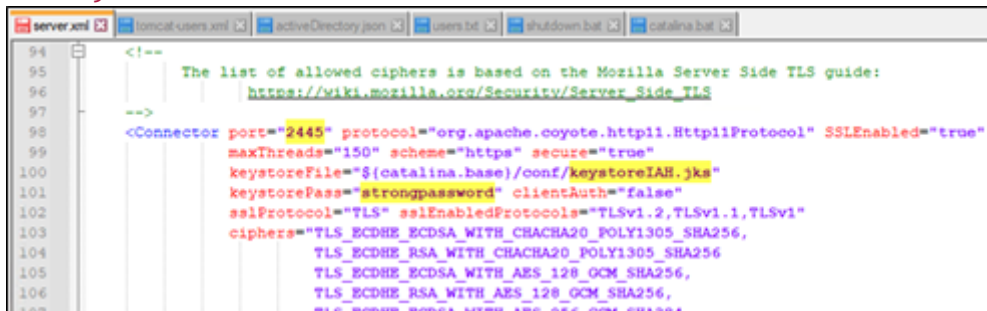 server.xml tomcat-users.xml activeDirectory.json users.txt shutdown.bat catalina.bat
94 <!--
95 The list of allowed ciphers is based on the Mozilla Server Side TLS guide:
96 https://wiki.mozilla.org/Security/Server_Side_TLS
97 -->
98 <Connector port="2445" protocol="org.apache.coyote.http11.Http11Protocol" SSLEnabled="true"
99 maxThreads="150" scheme="https" secure="true"
100 keystoreFile="${catalina.base}/conf/keystoreIAH.jks"
101 keystorePass="strongpassword" clientAuth="false"
102 sslProtocol="TLS" sslEnabledProtocols="TLSv1.2,TLSv1.1,TLSv1"
103 ciphers="TLS_ECDHE_ECDSA_WITH_CHACHA20_POLY1305_SHA256,
104 TLS_ECDHE_RSA_WITH_CHACHA20_POLY1305_SHA256
105 TLS_ECDHE_ECDSA_WITH_AES_128_GCM_SHA256,
106 TLS_ECDHE_RSA_WITH_AES_128_GCM_SHA256,